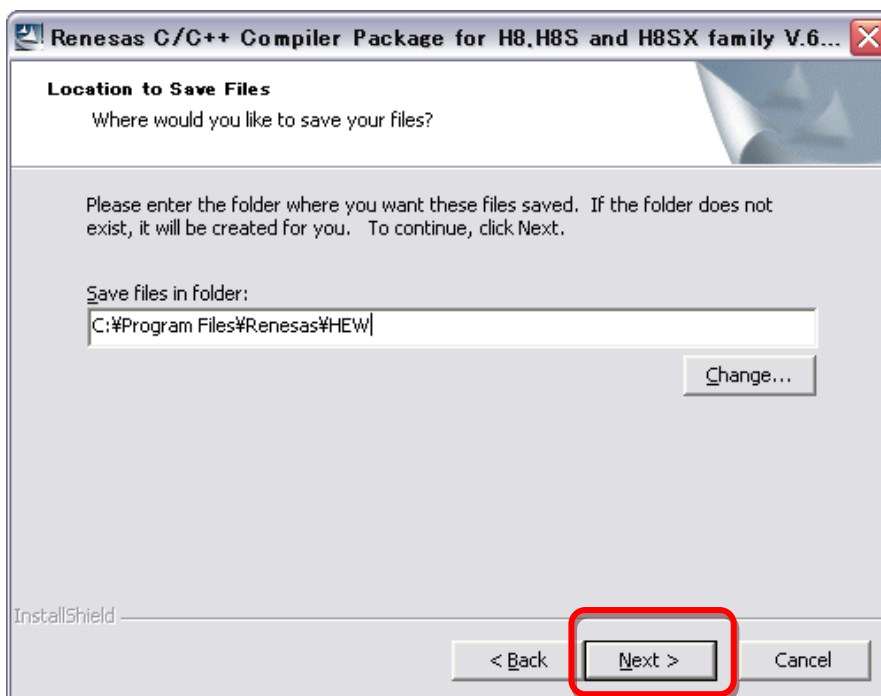 Renesas C/C++ Compiler Package for H8,H8S and H8SX family V.6...
Location to Save Files
Where would you like to save your files?
Please enter the folder where you want these files saved. If the folder does not
exist, it will be created for you. To continue, click Next.
Save files in folder:
C:¥Program Files¥Renesas¥HEW
Change...
InstallShield
< Back
Next >
Cancel